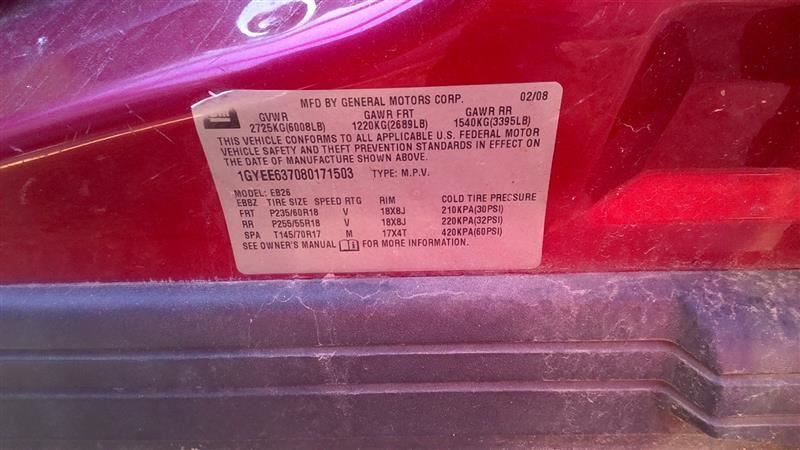 MFD BY GENERAL MOTORS CORP. 02/08
GVWR GAWR FRT GAWR RR
2725KG(6008LB) 1220KG(2689LB) 1540KG(3395LB)
THIS VEHICLE CONFORMS TO ALL APPLICABLE U.S. FEDERAL MOTOR
VEHICLE SAFETY AND THEFT PREVENTION STANDARDS IN EFFECT ON
THE DATE OF MANUFACTURE SHOWN ABOVE.
1GYEE637080171503 TYPE: M.P.V.
MODEL: EB26
EBBZ TIRE SIZE SPEED RTG RIM COLD TIRE PRESSURE
FRT P235/60R18 V 18X8J 210KPA(30PSI)
RR P255/55R18 V 18X8J 220KPA(32PSI)
SPA T145/70R17 M 17X4T 420KPA(60PSI)
SEE OWNER'S MANUAL FOR MORE INFORMATION.